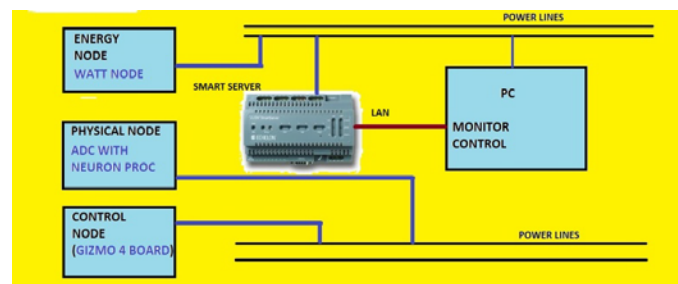 POWER LINES
ENERGY
NODE
WATT NODE
SMART SERVER
PC
LAN
MONITOR
CONTROL
PHYSICAL NODE
ADC WITH
NEURON PROC
CONTROL
NODE
(GIZMO 4 BOARD)
POWER LINES